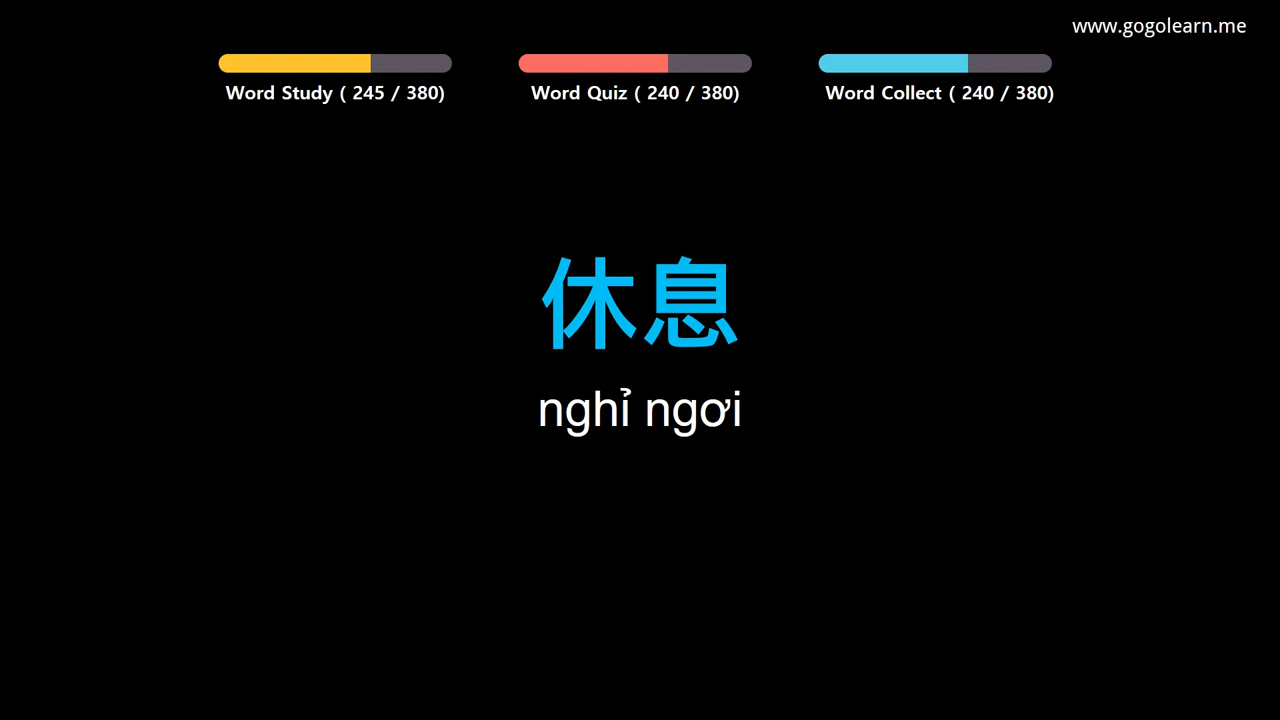 www.gogolearn.me
Word Study ( 245 / 380)
Word Quiz ( 240 / 380)
Word Collect ( 240 / 380)
休息
nghỉ ngơi